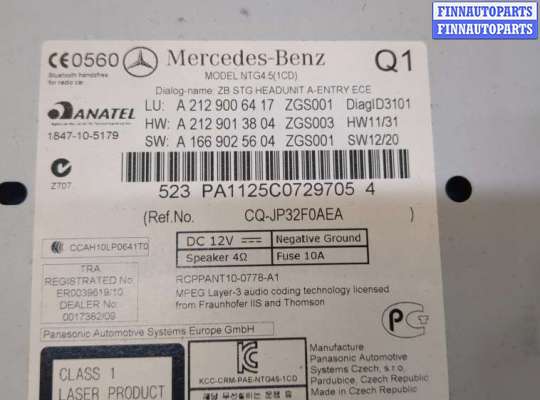 FINNAUTOPARTS
FINNAUTOPARTS
CE0560
Bluetooth handsfree
for radio car
Mercedes-Benz
Q1
MODEL NTG4.5(1CD)
Dialog-name: ZB STG HEADUNIT A-ENTRY ECE
ANATEL
1847-10-5179
LU: A 212 900 64 17 ZGS001 DiagID3101
HW: A 212 901 38 04 ZGS003 HW11/31
SW: A 166 902 56 04 ZGS001 SW12/20
Z707
523 PA1125C0729705 4
(Ref.No. CQ-JP32F0AEA )
CCAH10LP0641T0
DC 12V Negative Ground
Speaker 4Ω Fuse 10A
TRA
REGISTRATED No:
ER0039619/10
DEALER No:
0017362/09
RCPPANT10-0778-A1
MPEG Layer-3 audio coding technology licensed
from Fraunhofer IIS and Thomson
Panasonic Automotive Systems Europe GmbH
CLASS 1
LASER PRODUCT
KCC-CRM-PAE-NTG45-1CD
Manufacture
Panasonic Automotive
Systems Czech, s.r.o.
Pardubice, Czech Republic
Made in Czech Republic